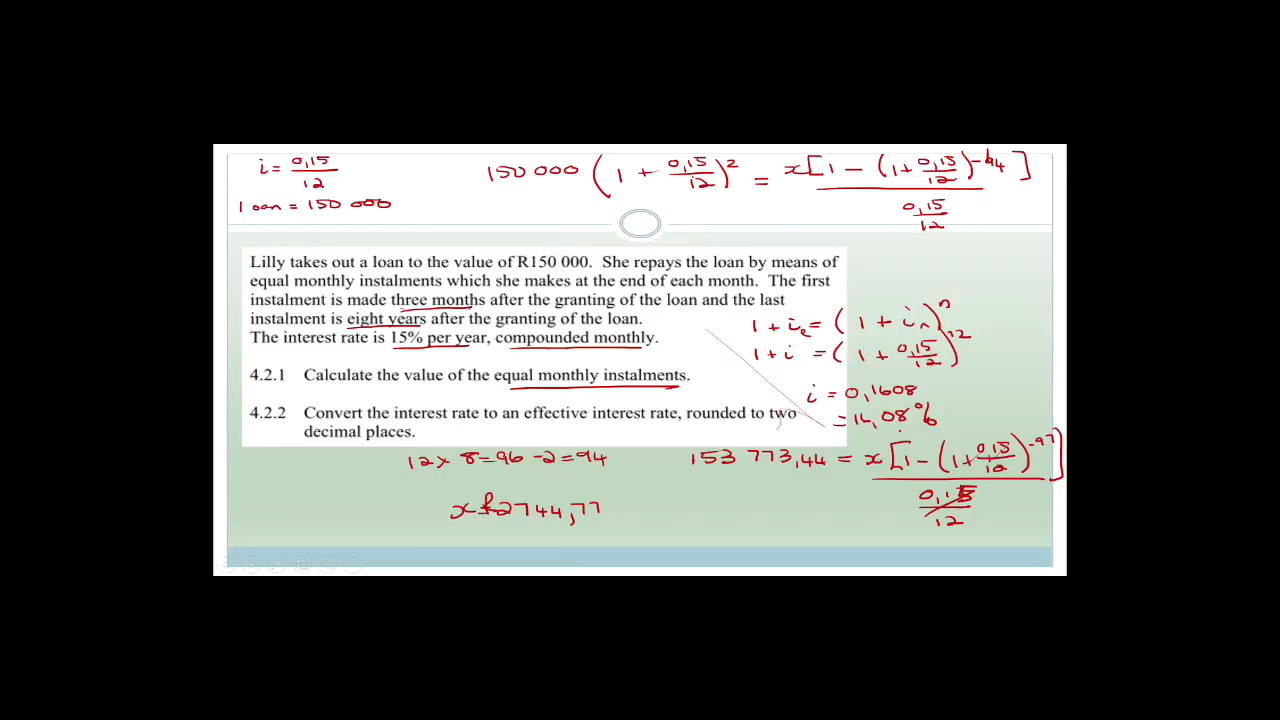 i = 0,15/12
loan = 150 000
150 000 (1 + 0,15/12)^2 = x[1 - (1 + 0,15/12)^-94] / 0,15/12
Lilly takes out a loan to the value of R150 000. She repays the loan by means of
equal monthly instalments which she makes at the end of each month. The first
instalment is made three months after the granting of the loan and the last
instalment is eight years after the granting of the loan.
The interest rate is 15% per year, compounded monthly.
4.2.1 Calculate the value of the equal monthly instalments.
4.2.2 Convert the interest rate to an effective interest rate, rounded to two
decimal places.
1 + ie = (1 + in)^n
1 + i = (1 + 0,15/12)^12
i = 0,1608
= 16,08%
12 x 8 = 96 - 2 = 94
153 773,44 = x[1 - (1 + 0,15/12)^-97] / 0,15/12